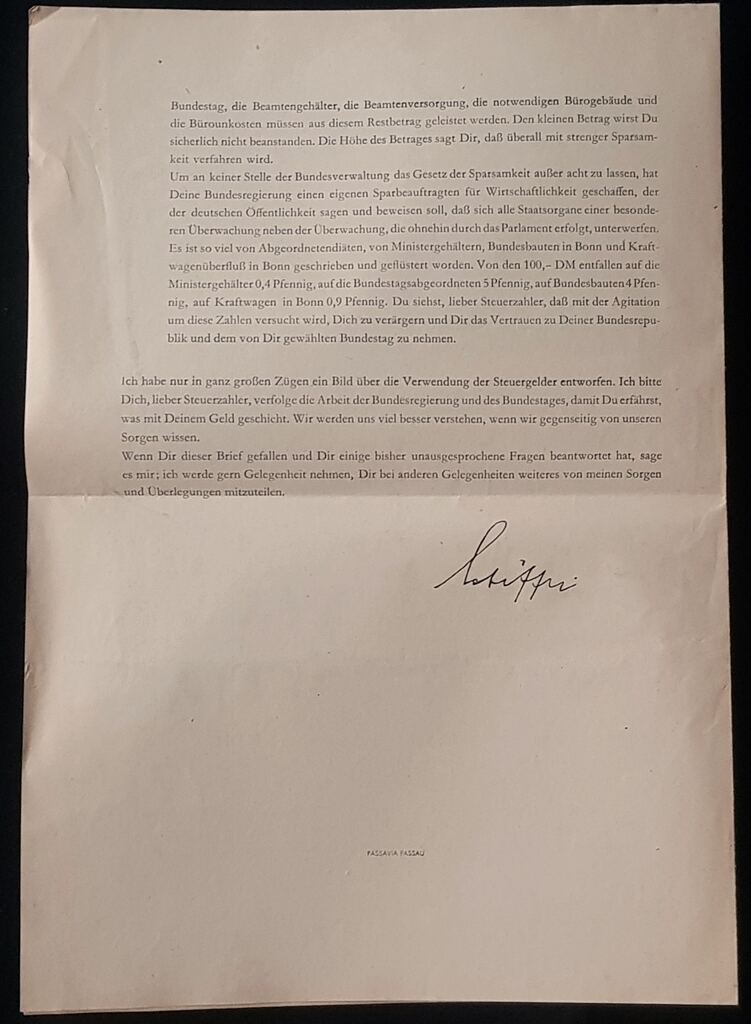 Bundestag, die Beamtengehälter, die Beamtenversorgung, die notwendigen Bürogebäude und
die Bürounkosten müssen aus diesem Restbetrag geleistet werden. Den kleinen Betrag wirst Du
sicherlich nicht beanstanden. Die Höhe des Betrages sagt Dir, daß überall mit strenger Sparsam-
keit verfahren wird.
Um an keiner Stelle der Bundesverwaltung das Gesetz der Sparsamkeit außer acht zu lassen, hat
Deine Bundesregierung einen eigenen Sparbeauftragten für Wirtschaftlichkeit geschaffen, der
der deutschen Öffentlichkeit sagen und beweisen soll, daß sich alle Staatsorgane einer besonde-
ren Überwachung neben der Überwachung, die ohnehin durch das Parlament erfolgt, unterwerfen.
Es ist so viel von Abgeordnetendiäten, von Ministergehältern, Bundesbauten in Bonn und Kraft-
wagenüberfluß in Bonn geschrieben und geflüstert worden. Von den 100,– DM entfallen auf die
Ministergehälter 0,4 Pfennig, auf die Bundestagsabgeordneten 5 Pfennig, auf Bundesbauten 4 Pfen-
nig, auf Kraftwagen in Bonn 0,9 Pfennig. Du siehst, lieber Steuerzahler, daß mit der Agitation
um diese Zahlen versucht wird, Dich zu verärgern und Dir das Vertrauen zu Deiner Bundesrepu-
blik und dem von Dir gewählten Bundestag zu nehmen.
Ich habe nur in ganz großen Zügen ein Bild über die Verwendung der Steuergelder entworfen. Ich bitte
Dich, lieber Steuerzahler, verfolge die Arbeit der Bundesregierung und des Bundestages, damit Du erfährst,
was mit Deinem Geld geschieht. Wir werden uns viel besser verstehen, wenn wir gegenseitig von unseren
Sorgen wissen.
Wenn Dir dieser Brief gefallen und Dir einige bisher unausgesprochene Fragen beantwortet hat, sage
es mir; ich werde gern Gelegenheit nehmen, Dir bei anderen Gelegenheiten weiteres von meinen Sorgen
und Überlegungen mitzuteilen.
PASSAVIA PASSAU